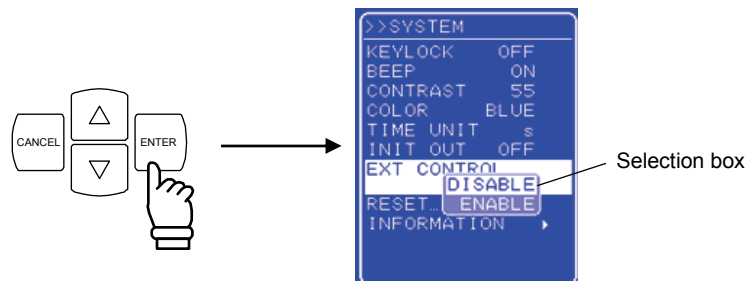 CANCEL
ENTER
>>SYSTEM
KEYLOCK OFF
BEEP ON
CONTRAST 55
COLOR BLUE
TIME UNIT s
INIT OUT OFF
EXT CONTROL
DISABLE
RESET… ENABLE
INFORMATION
Selection box